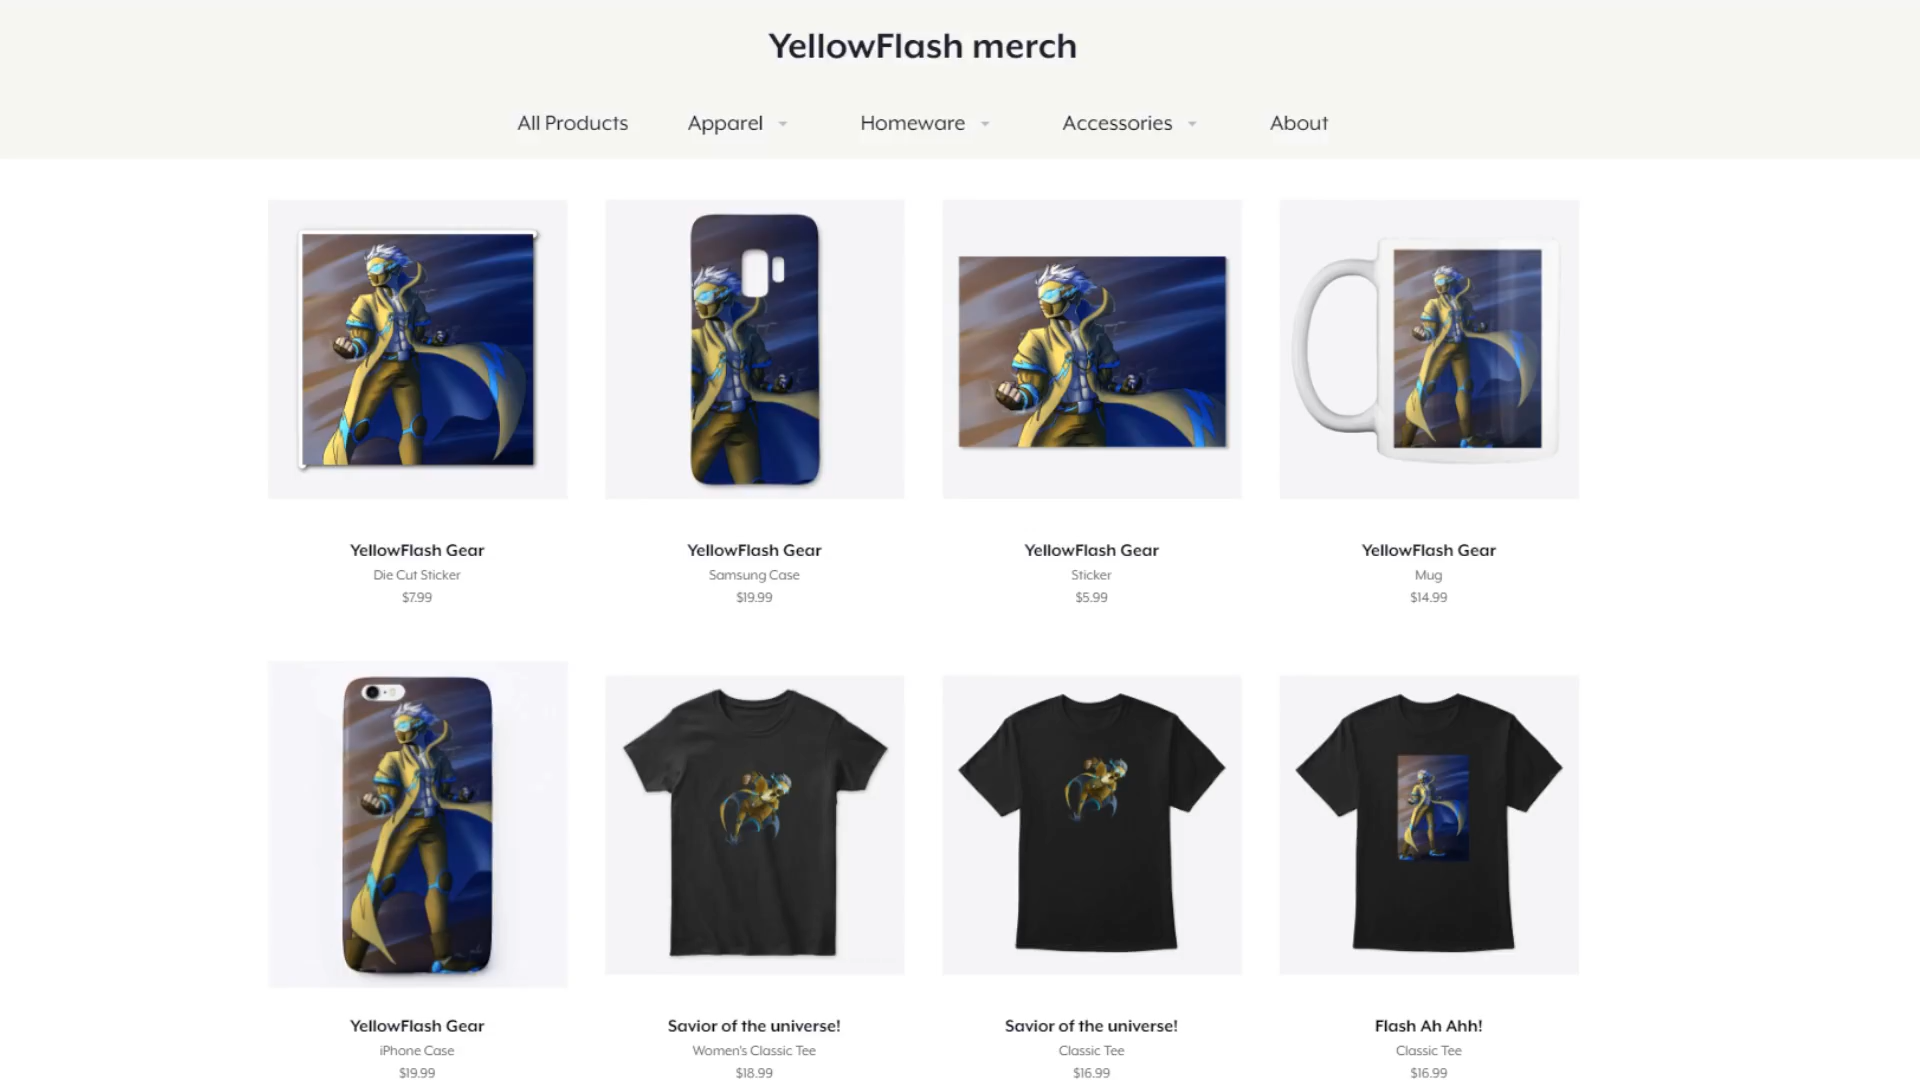 YellowFlash merch
All Products Apparel Homeware Accessories About
YellowFlash Gear
Die Cut Sticker
$7.99
YellowFlash Gear
Samsung Case
$19.99
YellowFlash Gear
Sticker
$5.99
YellowFlash Gear
Mug
$14.99
YellowFlash Gear
iPhone Case
$19.99
Savior of the universe!
Women's Classic Tee
$18.99
Savior of the universe!
Classic Tee
$16.99
Flash Ah Ahh!
Classic Tee
$16.99